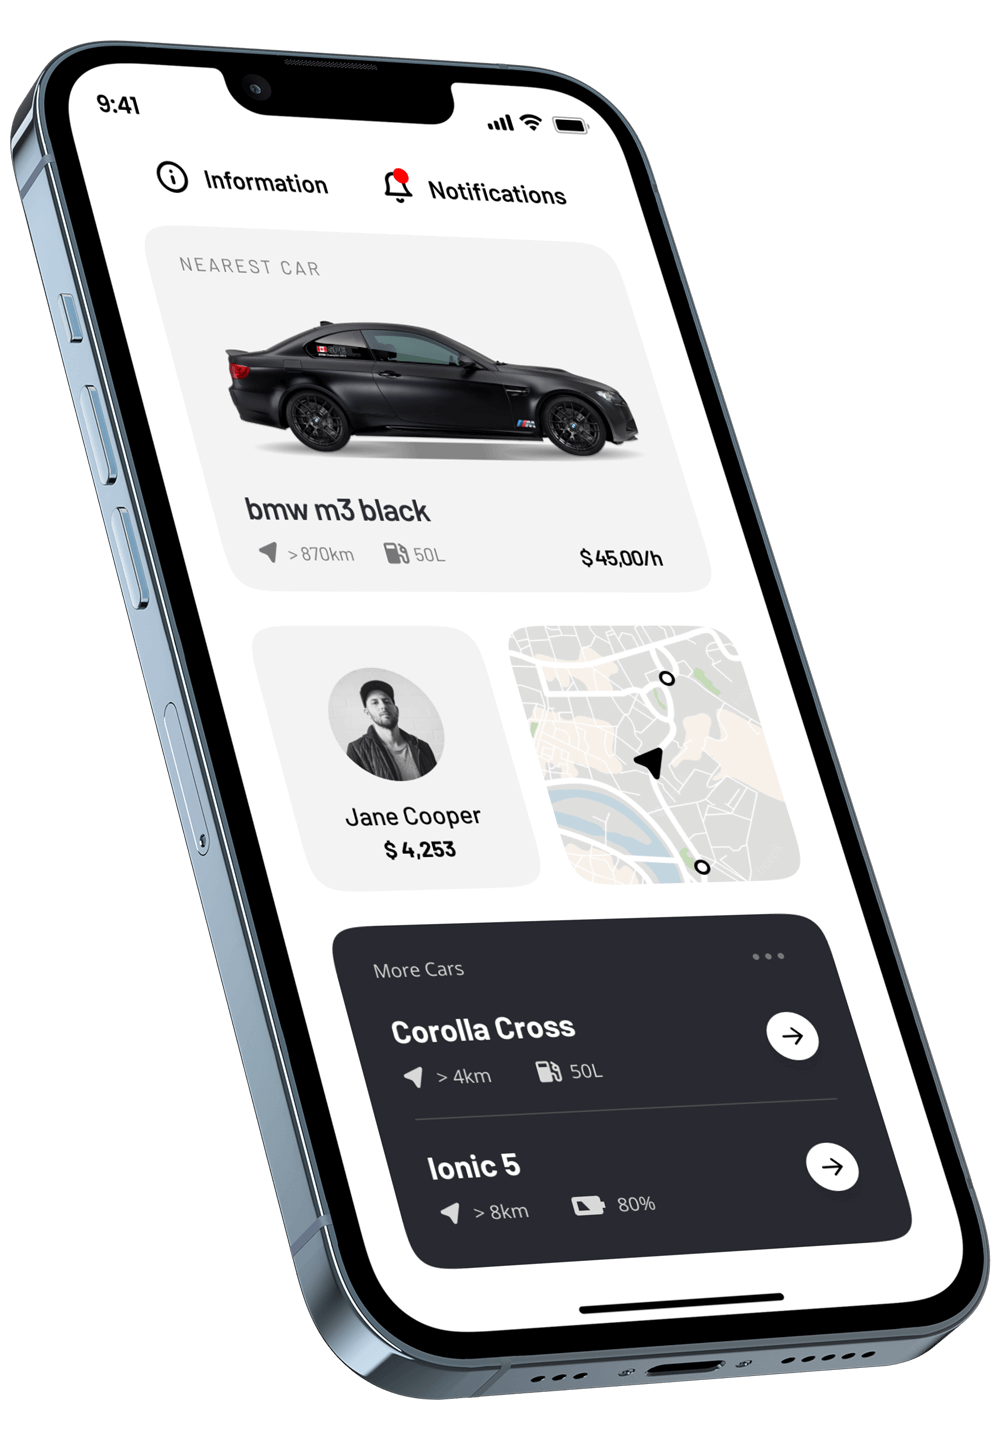 9:41
Information
Notifications
NEAREST CAR
bmw m3 black
> 870km
50L
$ 45,00/h
Jane Cooper
$ 4,253
More Cars
Corolla Cross
> 4km
50L
Ionic 5
> 8km
80%